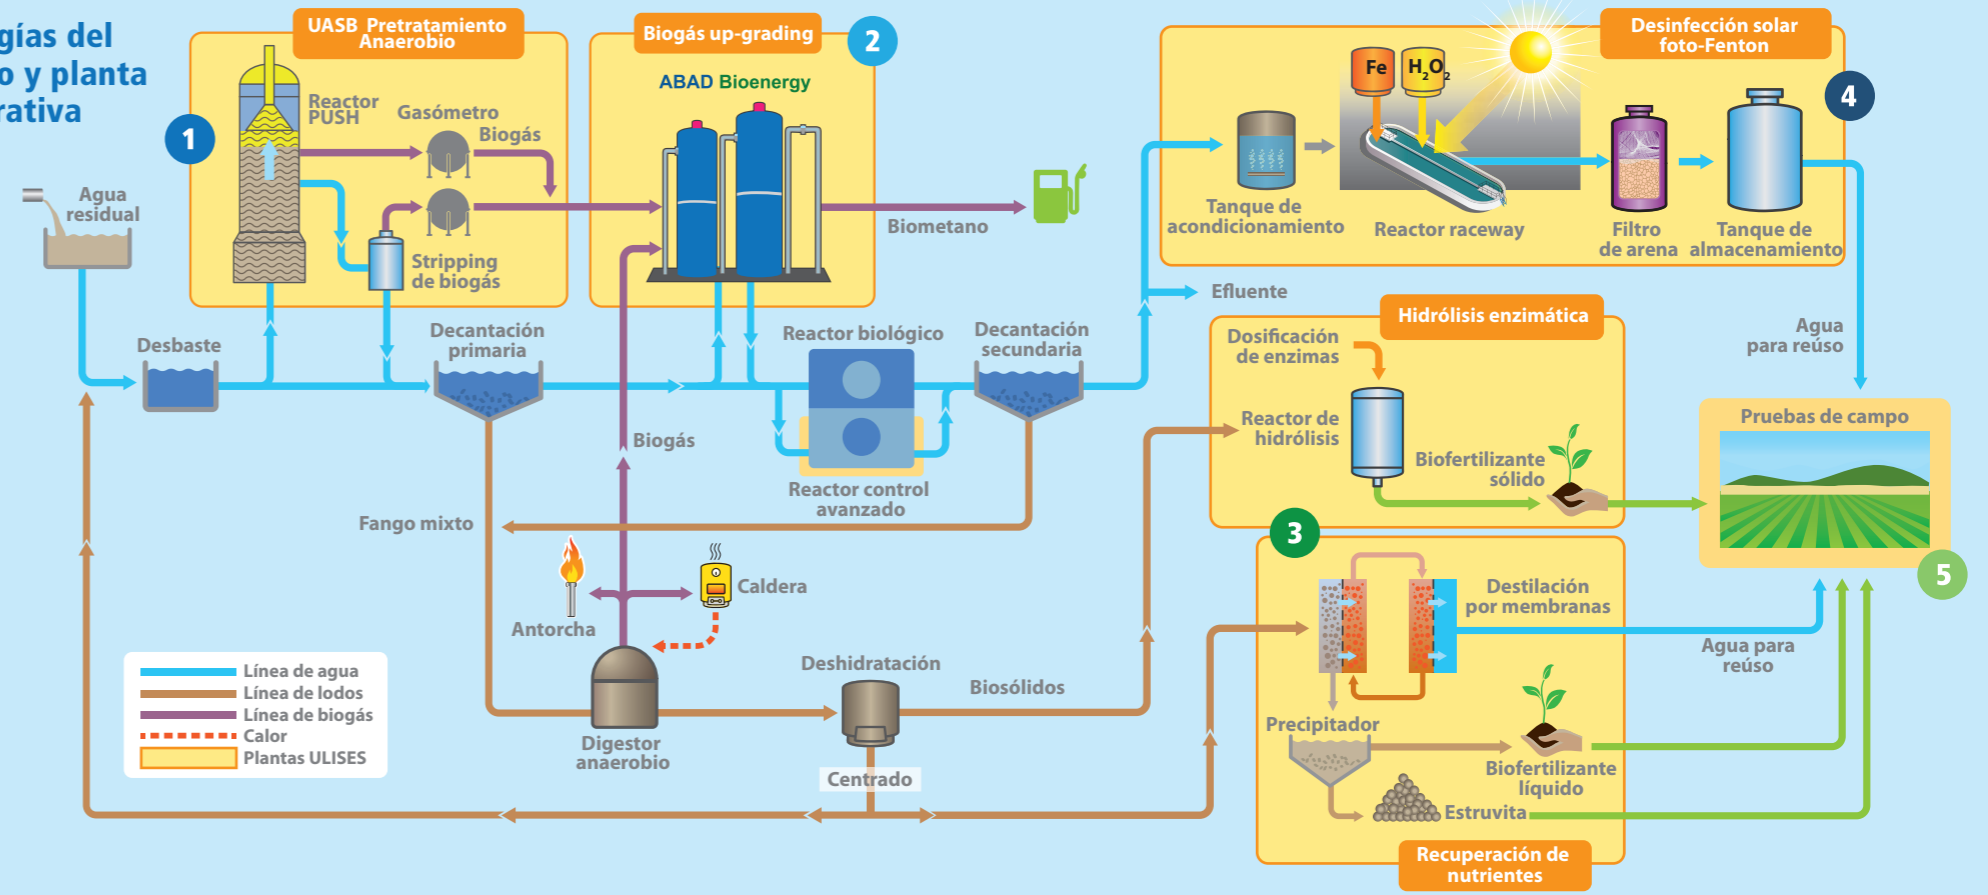 gías del
o y planta
rativa
UASB Pretratamiento
Anaerobio
1
Reactor
PUSH
Gasómetro
Biogás
Stripping
de biogás
Biogás up-grading
2
ABAD Bioenergy
Biometano
Desinfección solar
foto-Fenton
4
Fe
H2O2
Tanque de
acondicionamiento
Reactor raceway
Filtro
de arena
Tanque de
almacenamiento
Agua
residual
Desbaste
Decantación
primaria
Reactor biológico
Reactor control
avanzado
Decantación
secundaria
Efluente
Agua
para reúso
Hidrólisis enzimática
Dosificación
de enzimas
Reactor de
hidrólisis
Biofertilizante
sólido
Pruebas de campo
5
Biogás
Fango mixto
Antorcha
Caldera
Digestor
anaerobio
Deshidratación
Biosólidos
Centrado
3
Destilación
por membranas
Agua para
reúso
Precipitador
Biofertilizante
líquido
Estruvita
Recuperación de
nutrientes
Línea de agua
Línea de lodos
Línea de biogás
Calor
Plantas ULISES